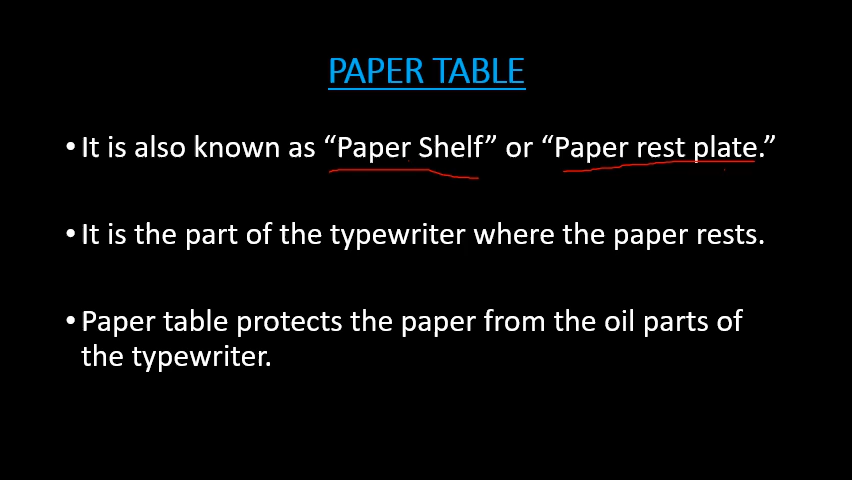 PAPER TABLE
• It is also known as “Paper Shelf” or “Paper rest plate.”
• It is the part of the typewriter where the paper rests.
• Paper table protects the paper from the oil parts of
the typewriter.